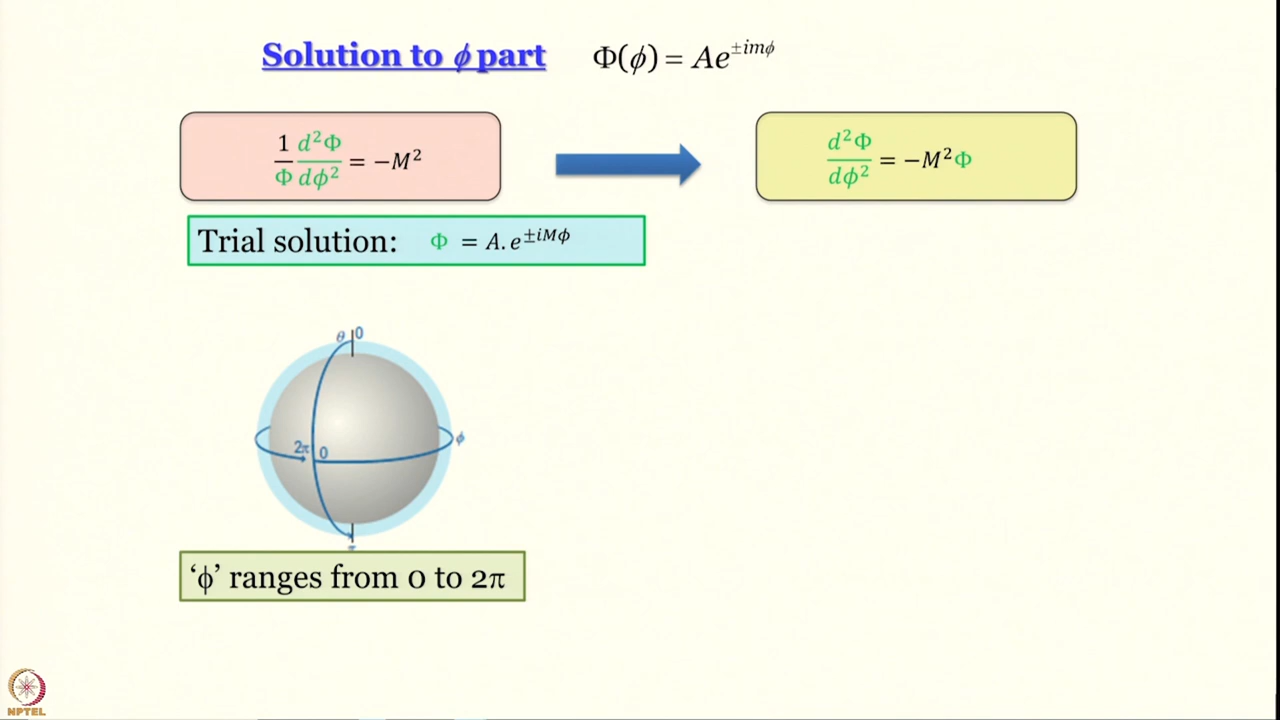 Solution to ϕ part Φ(ϕ) = Ae^{±imϕ}
1/Φ d²Φ/dϕ² = −M²
d²Φ/dϕ² = −M²Φ
Trial solution: Φ = A.e^{±iMϕ}
θ 0
2π 0 ϕ
π
'ϕ' ranges from 0 to 2π
NPTEL